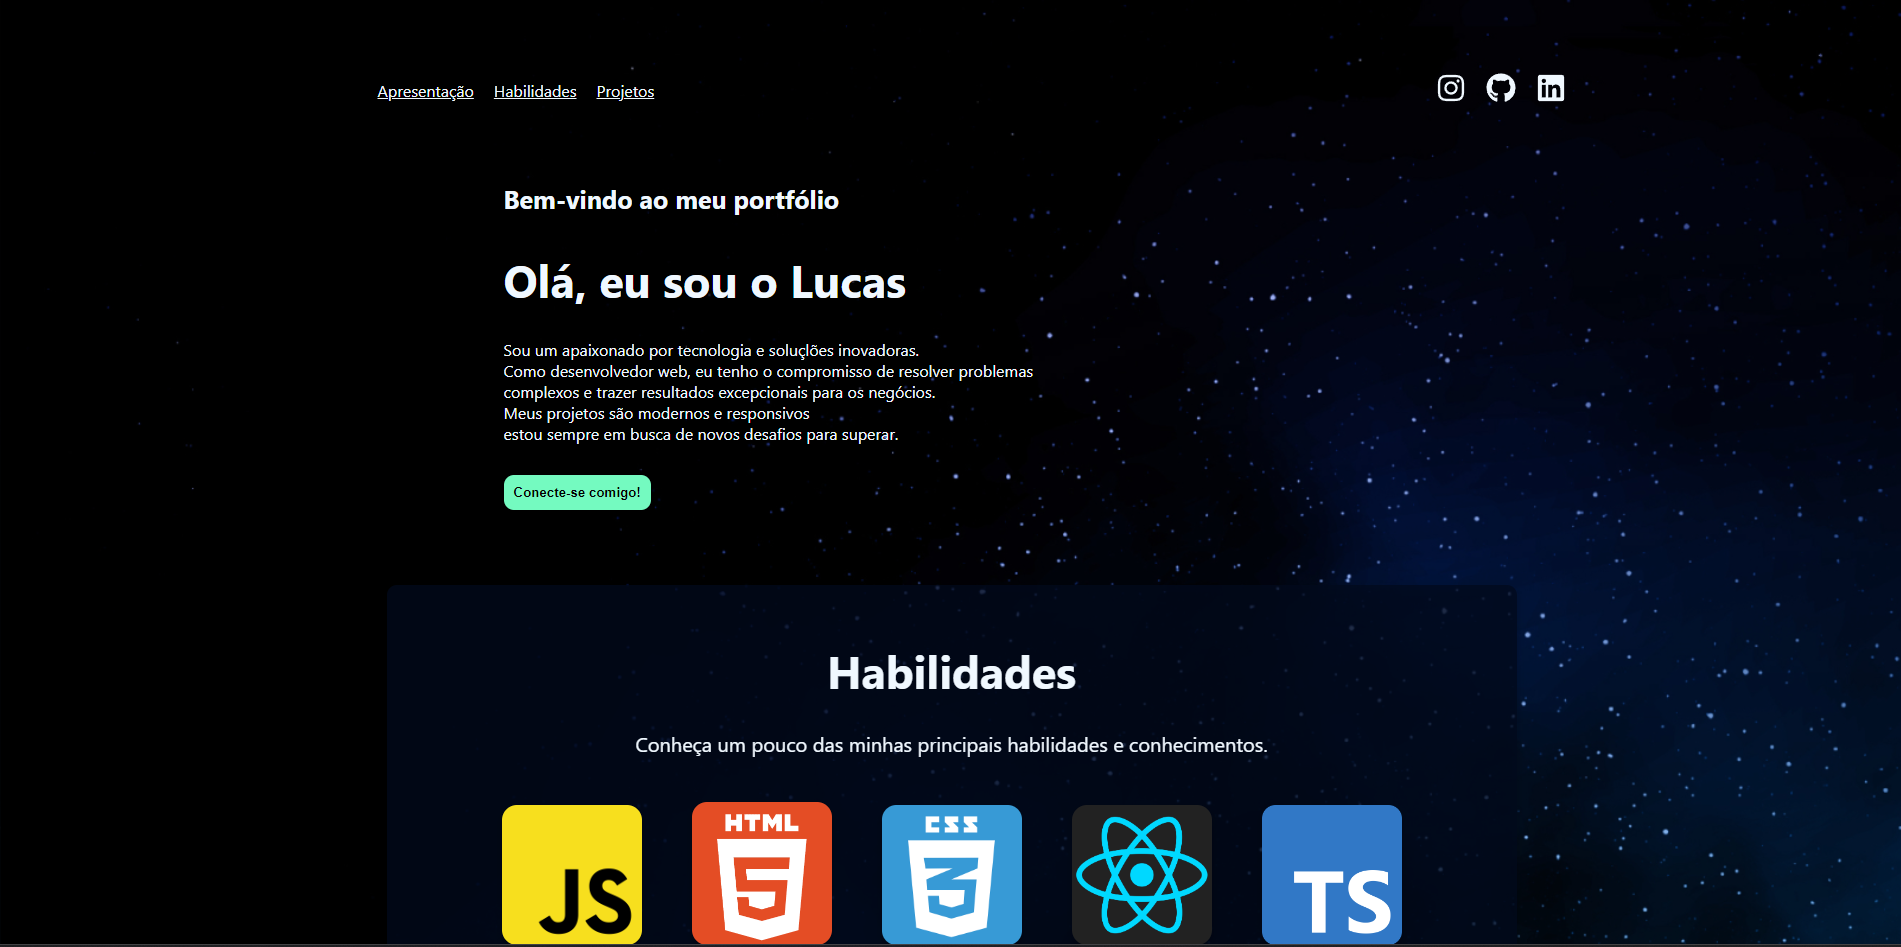 Apresentação Habilidades Projetos
Bem-vindo ao meu portfólio
Olá, eu sou o Lucas
Sou um apaixonado por tecnologia e soluçlões inovadoras.
Como desenvolvedor web, eu tenho o compromisso de resolver problemas
complexos e trazer resultados excepcionais para os negócios.
Meus projetos são modernos e responsivos
estou sempre em busca de novos desafios para superar.
Conecte-se comigo!
Habilidades
Conheça um pouco das minhas principais habilidades e conhecimentos.
JS
HTML
5
CSS
3
TS